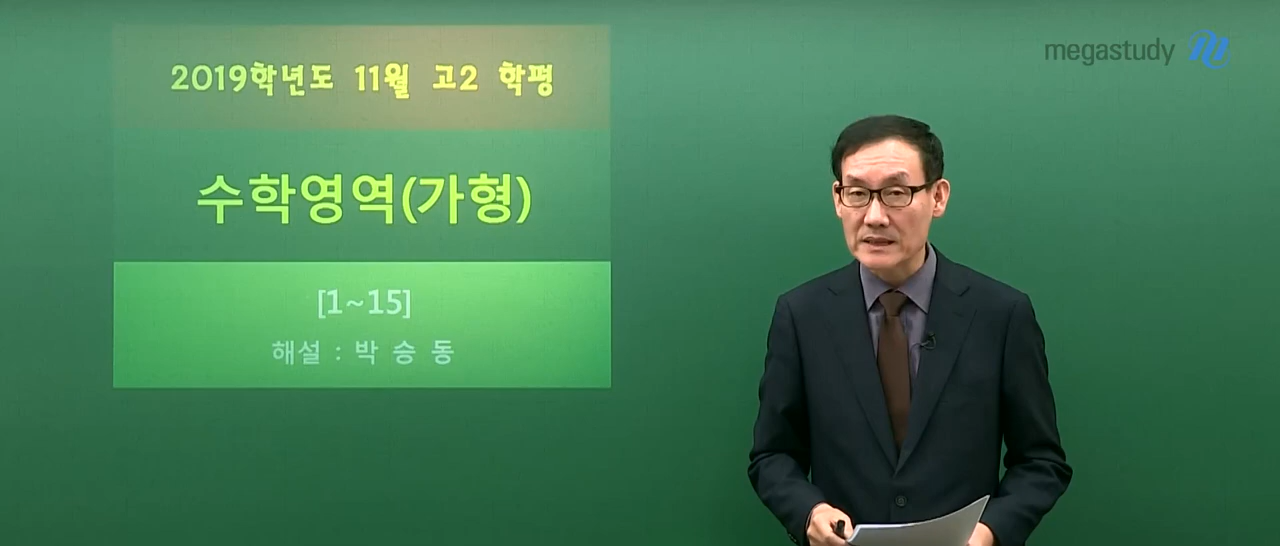 megastudy
2019학년도 11월 고2 학평
수학영역(가형)
[1~15]
해설 : 박 승 동